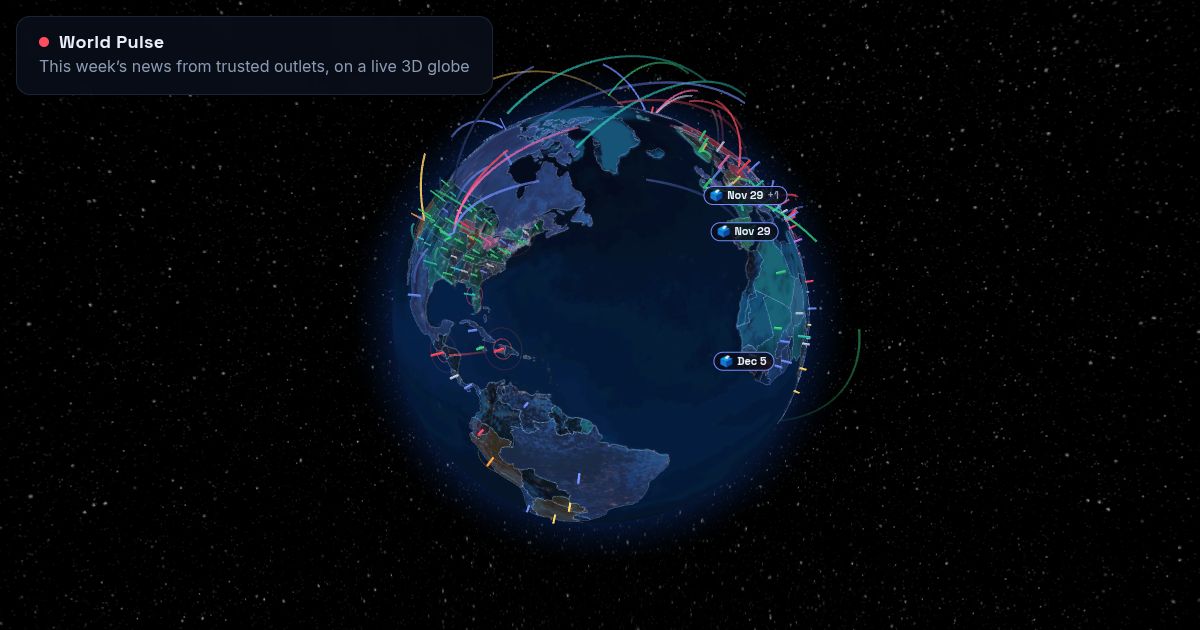 World Pulse
This week's news from trusted outlets, on a live 3D globe
Nov 29 +1
Nov 29
Dec 5